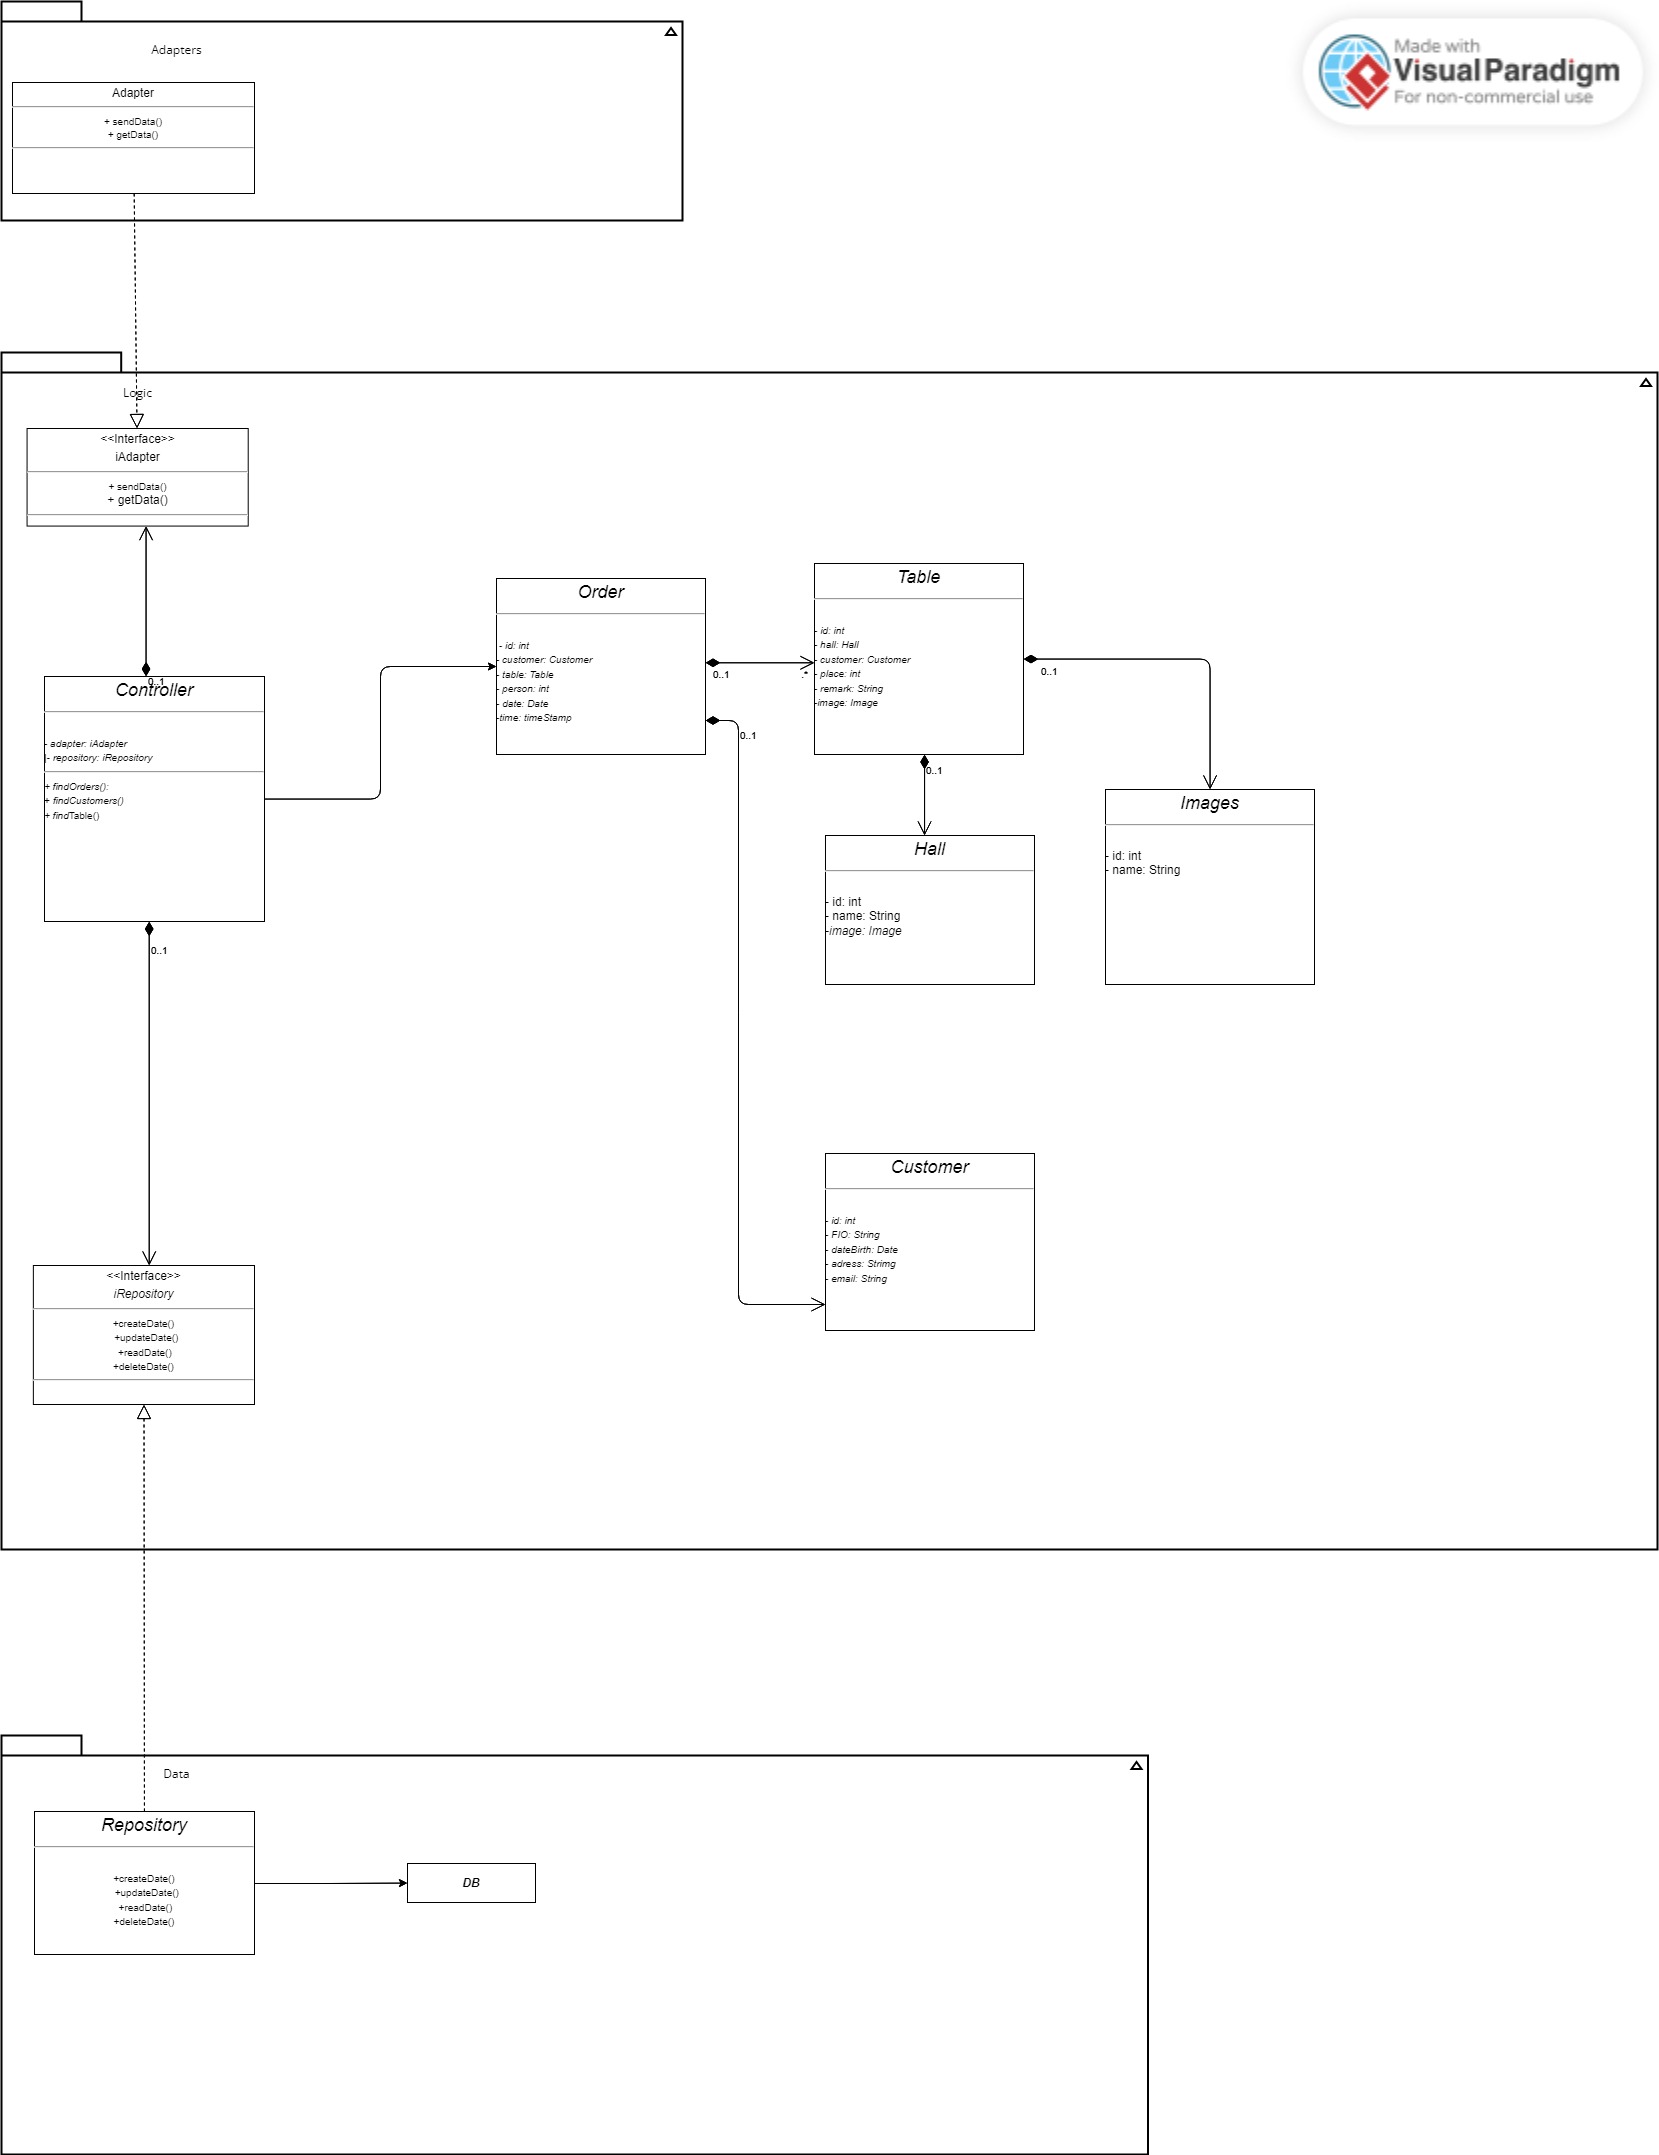 Made with
Visual Paradigm
For non-commercial use
Adapters
Adapter
+ sendData()
+ getData()
Logic
<<Interface>>
iAdapter
+ sendData()
+ getData()
0..1
Controller
- adapter: iAdapter
|- repository: iRepository
+ findOrders():
+ findCustomers()
+ findTable()
0..1
Order
- id: int
- customer: Customer
- table: Table
- person: int
- date: Date
-time: timeStamp
0..1
.*
0..1
Table
- id: int
- hall: Hall
- customer: Customer
- place: int
- remark: String
-image: Image
0..1
0..1
Hall
- id: int
- name: String
-image: Image
Images
- id: int
- name: String
Customer
- id: int
- FIO: String
- dateBirth: Date
- adress: Strimg
- email: String
<<Interface>>
iRepository
+createDate()
+updateDate()
+readDate()
+deleteDate()
Data
Repository
+createDate()
+updateDate()
+readDate()
+deleteDate()
DB